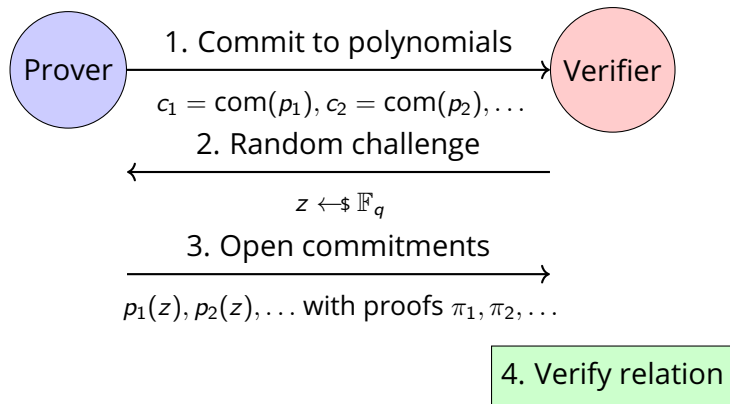 1. Commit to polynomials
Prover
Verifier
c₁ = com(p₁), c₂ = com(p₂), …
2. Random challenge
z ←$ 𝔽_q
3. Open commitments
p₁(z), p₂(z), … with proofs π₁, π₂, …
4. Verify relation